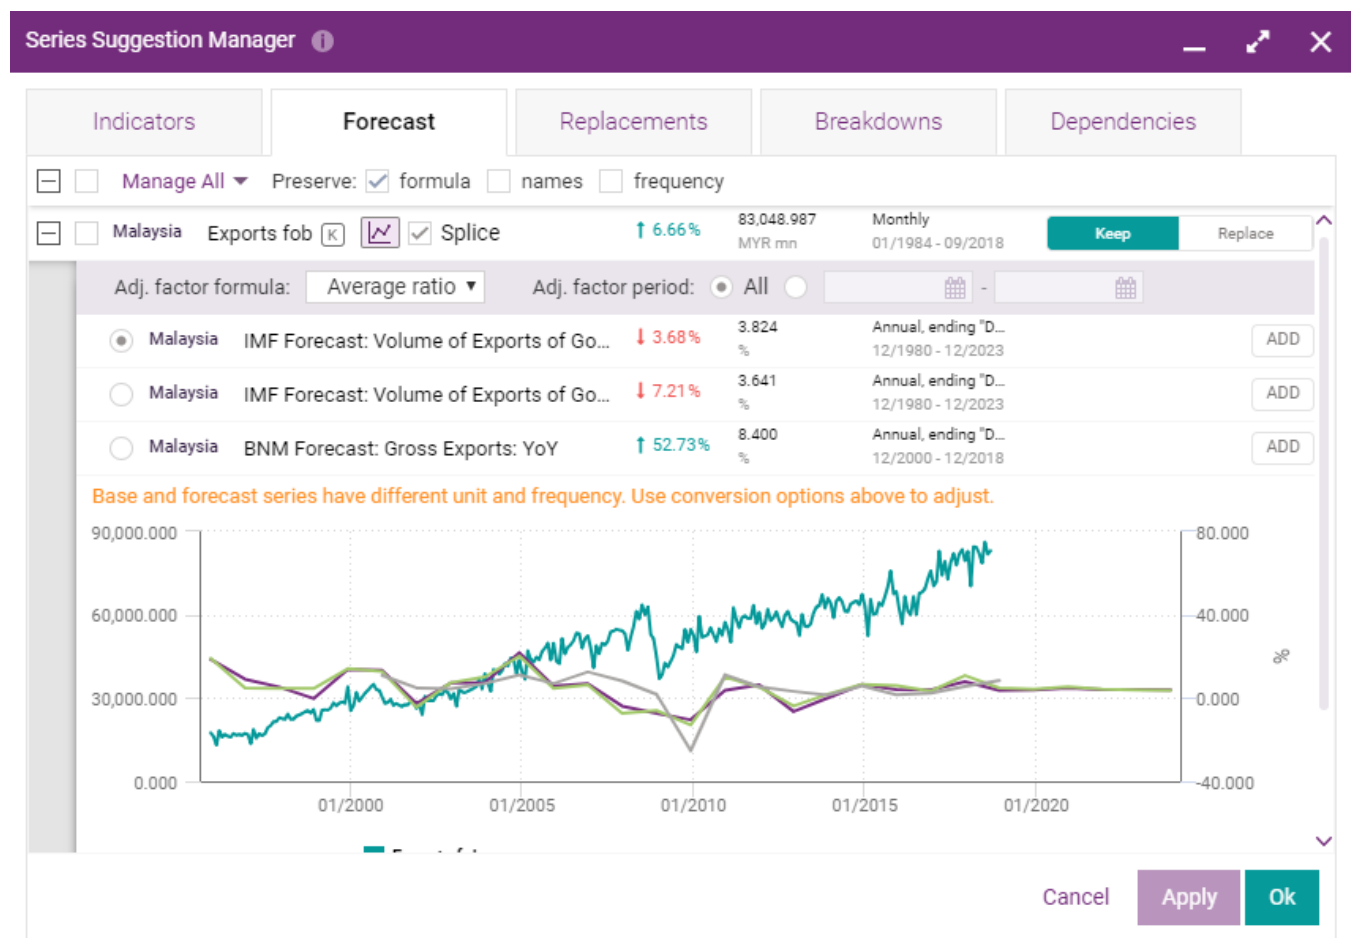 Series Suggestion Manager i
Indicators Forecast Replacements Breakdowns Dependencies
Manage All Preserve: formula names frequency
Malaysia Exports fob K Splice 6.66% 83,048.987 Monthly Keep Replace
MYR mn 01/1984 - 09/2018
Adj. factor formula: Average ratio Adj. factor period: All -
Malaysia IMF Forecast: Volume of Exports of Go... 3.68% 3.824 Annual, ending "D... ADD
% 12/1980 - 12/2023
Malaysia IMF Forecast: Volume of Exports of Go... 7.21% 3.641 Annual, ending "D... ADD
% 12/1980 - 12/2023
Malaysia BNM Forecast: Gross Exports: YoY 52.73% 8.400 Annual, ending "D... ADD
% 12/2000 - 12/2018
Base and forecast series have different unit and frequency. Use conversion options above to adjust.
90,000.000 80.000
60,000.000 40.000
%
30,000.000 0.000
0.000 -40.000
01/2000 01/2005 01/2010 01/2015 01/2020
Cancel Apply Ok